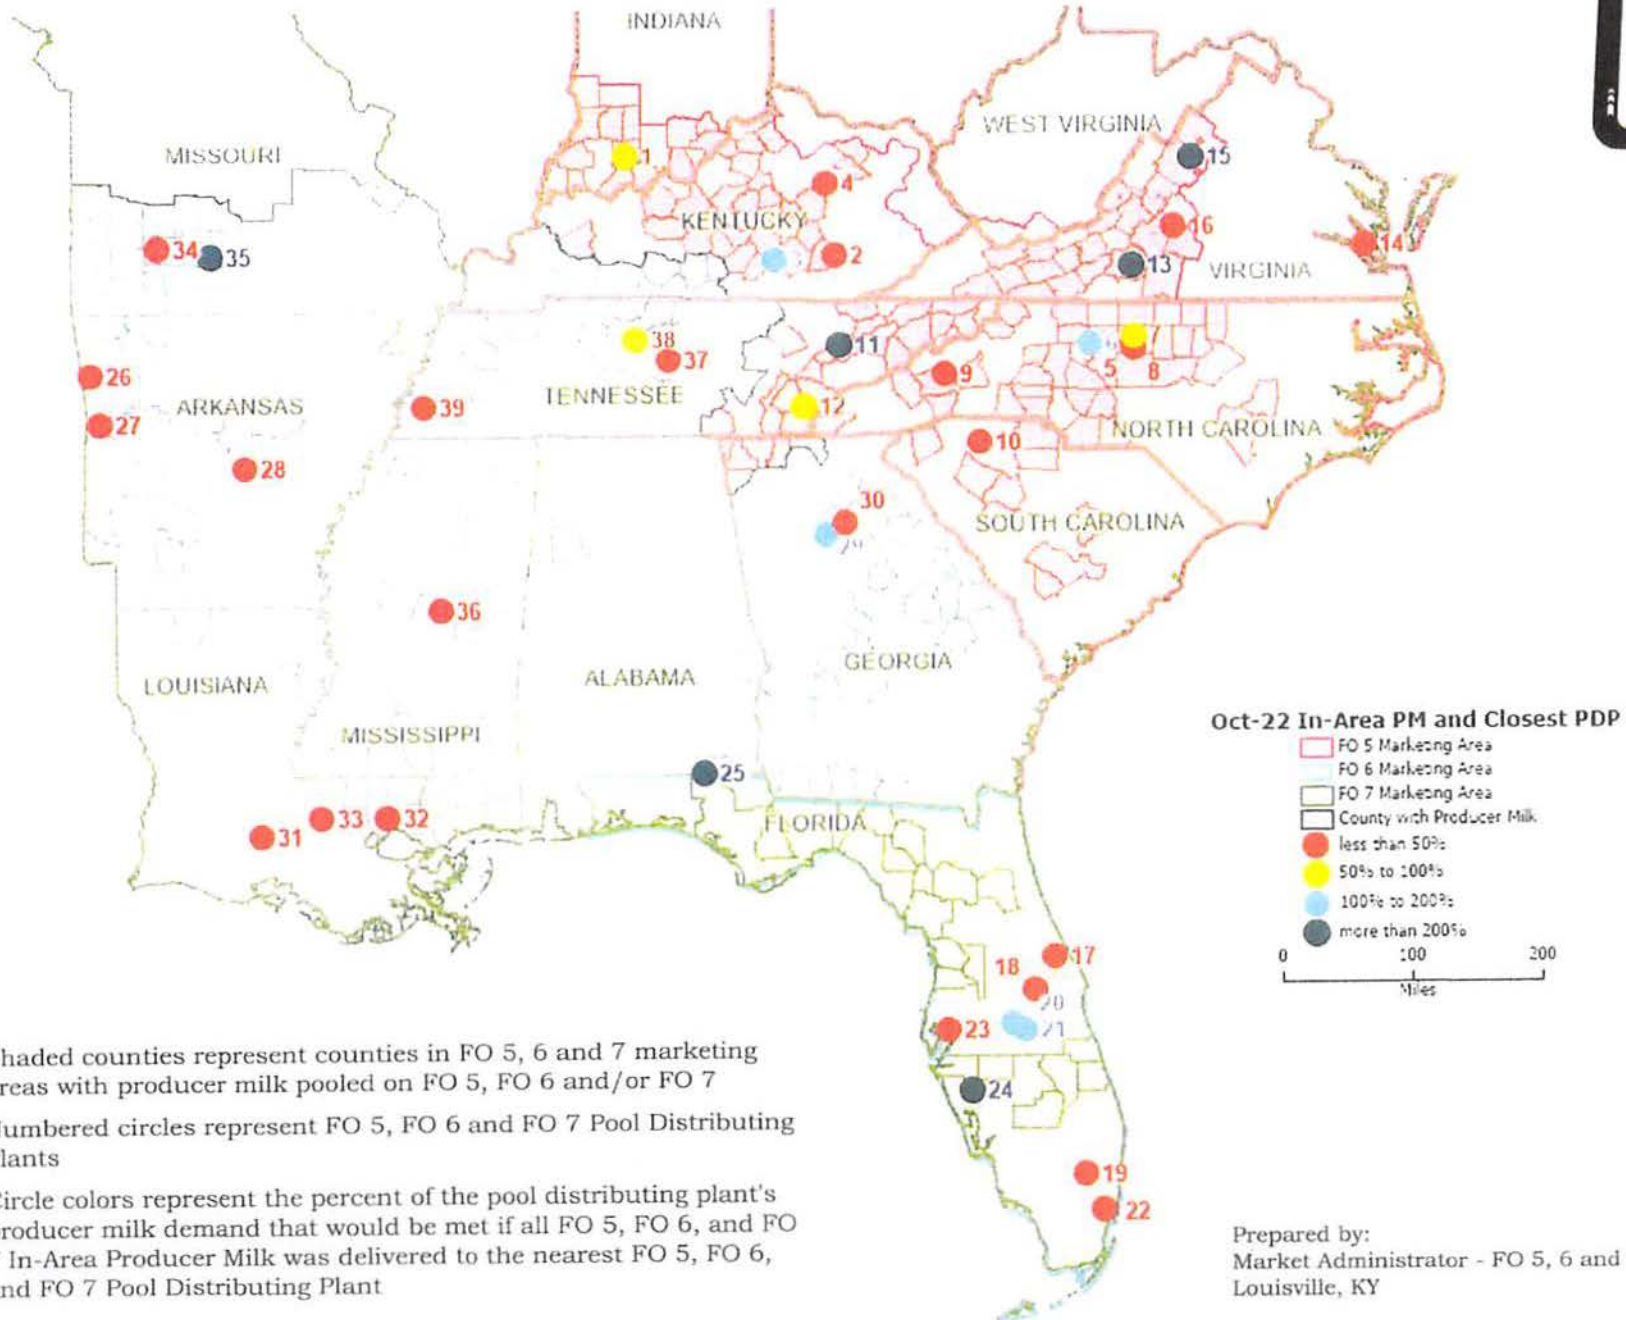 INDIANA
WEST VIRGINIA
MISSOURI
1
15
4
KENTUCKY
16
34
35
2
14
13
VIRGINIA
38
11
6
7
37
5
8
26
9
ARKANSAS
39
TENNESSEE
12
27
NORTH CAROLINA
10
28
30
SOUTH CAROLINA
29
36
GEORGIA
LOUISIANA
ALABAMA
MISSISSIPPI
25
33
32
FLORIDA
31
17
18
20
23
21
24
19
22
Oct-22 In-Area PM and Closest PDP
FO 5 Marketing Area
FO 6 Marketing Area
FO 7 Marketing Area
County with Producer Milk
less than 50%
50% to 100%
100% to 200%
more than 200%
0 100 200
Miles
haded counties represent counties in FO 5, 6 and 7 marketing
reas with producer milk pooled on FO 5, FO 6 and/or FO 7
umbered circles represent FO 5, FO 6 and FO 7 Pool Distributing
lants
ircle colors represent the percent of the pool distributing plant's
roducer milk demand that would be met if all FO 5, FO 6, and FO
In-Area Producer Milk was delivered to the nearest FO 5, FO 6,
nd FO 7 Pool Distributing Plant
Prepared by:
Market Administrator - FO 5, 6 and
Louisville, KY